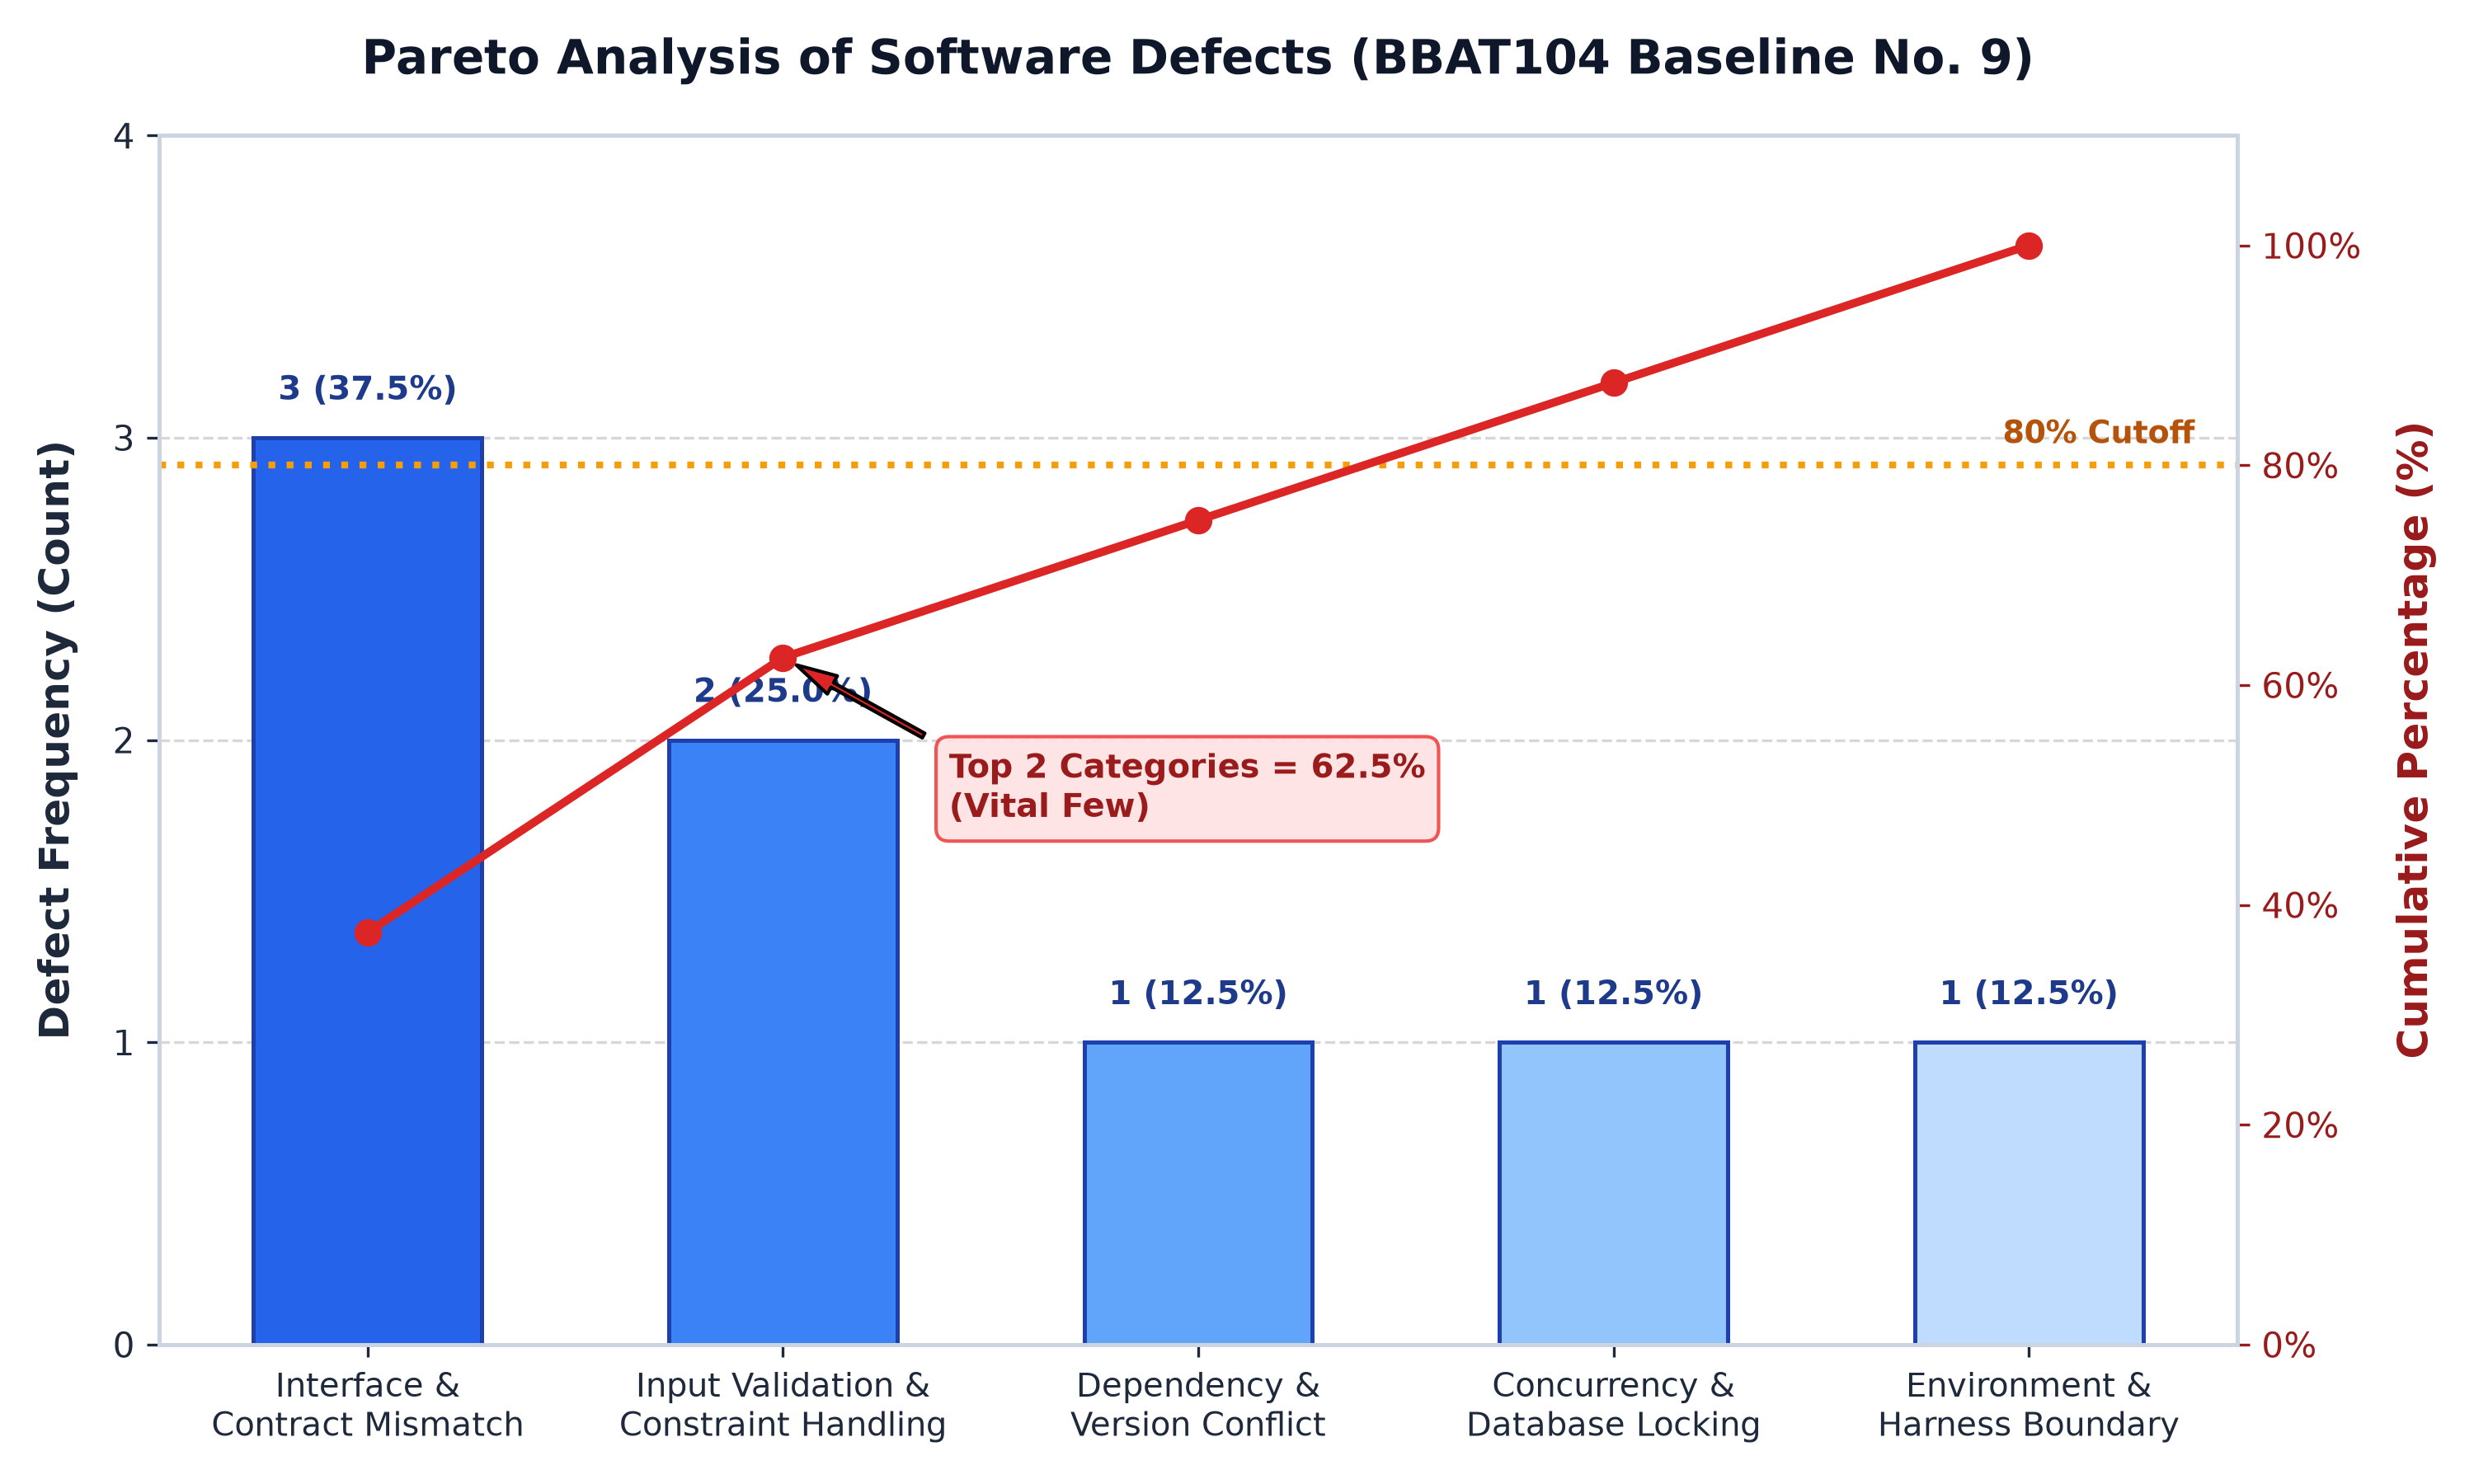 Pareto Analysis of Software Defects (BBAT104 Baseline No. 9)
Defect Frequency (Count)
4
3
2
1
0
3 (37.5%)
2 (25.0%)
1 (12.5%)
1 (12.5%)
1 (12.5%)
80% Cutoff
Top 2 Categories = 62.5%
(Vital Few)
100%
80%
60%
40%
20%
0%
Cumulative Percentage (%)
Interface &
Contract Mismatch
Input Validation &
Constraint Handling
Dependency &
Version Conflict
Concurrency &
Database Locking
Environment &
Harness Boundary